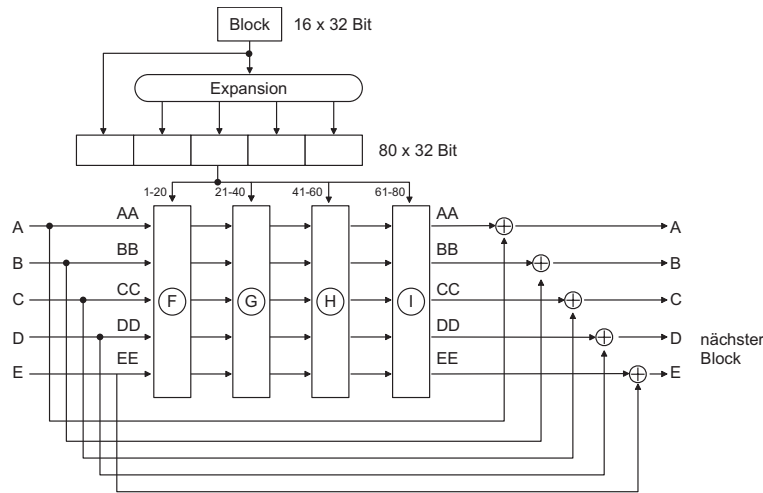 Block 16 x 32 Bit
Expansion
80 x 32 Bit
1-20 21-40 41-60 61-80
A AA AA A
B BB BB B
C CC CC C
F G H I
D DD DD D
nächster
Block
E EE EE E